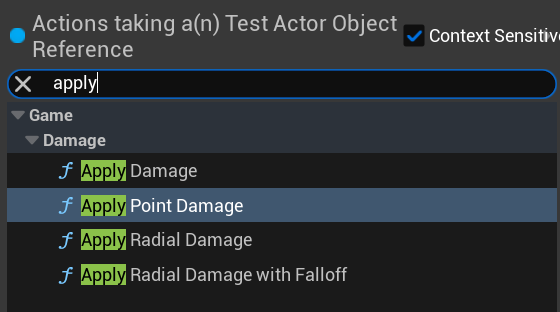 Actions taking a(n) Test Actor Object
Reference
Context Sensitive
apply
Game
Damage
Apply Damage
Apply Point Damage
Apply Radial Damage
Apply Radial Damage with Falloff